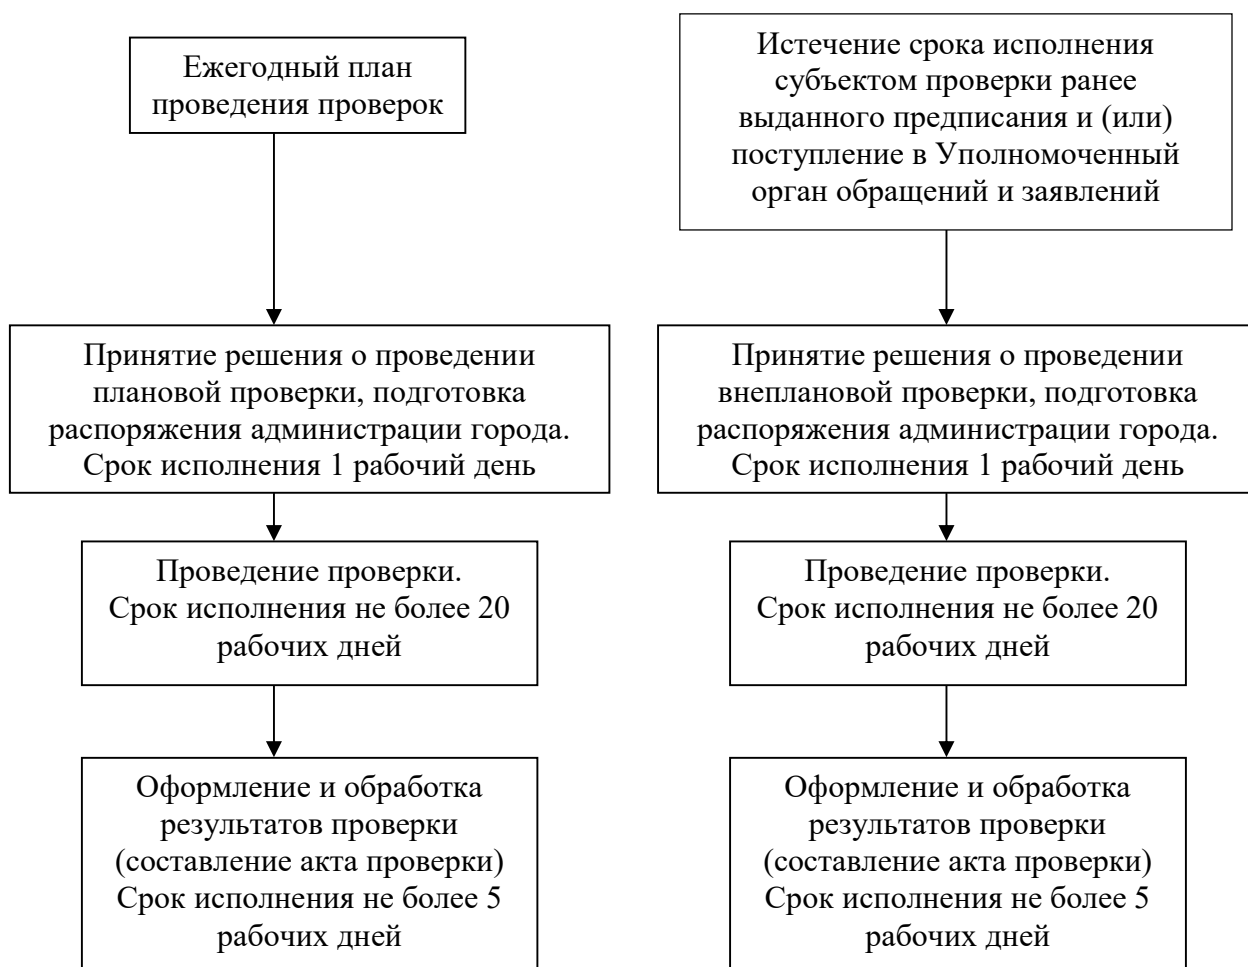 Ежегодный план
проведения проверок
Истечение срока исполнения
субъектом проверки ранее
выданного предписания и (или)
поступление в Уполномоченный
орган обращений и заявлений
Принятие решения о проведении
плановой проверки, подготовка
распоряжения администрации города.
Срок исполнения 1 рабочий день
Принятие решения о проведении
внеплановой проверки, подготовка
распоряжения администрации города.
Срок исполнения 1 рабочий день
Проведение проверки.
Срок исполнения не более 20
рабочих дней
Проведение проверки.
Срок исполнения не более 20
рабочих дней
Оформление и обработка
результатов проверки
(составление акта проверки)
Срок исполнения не более 5
рабочих дней
Оформление и обработка
результатов проверки
(составление акта проверки)
Срок исполнения не более 5
рабочих дней